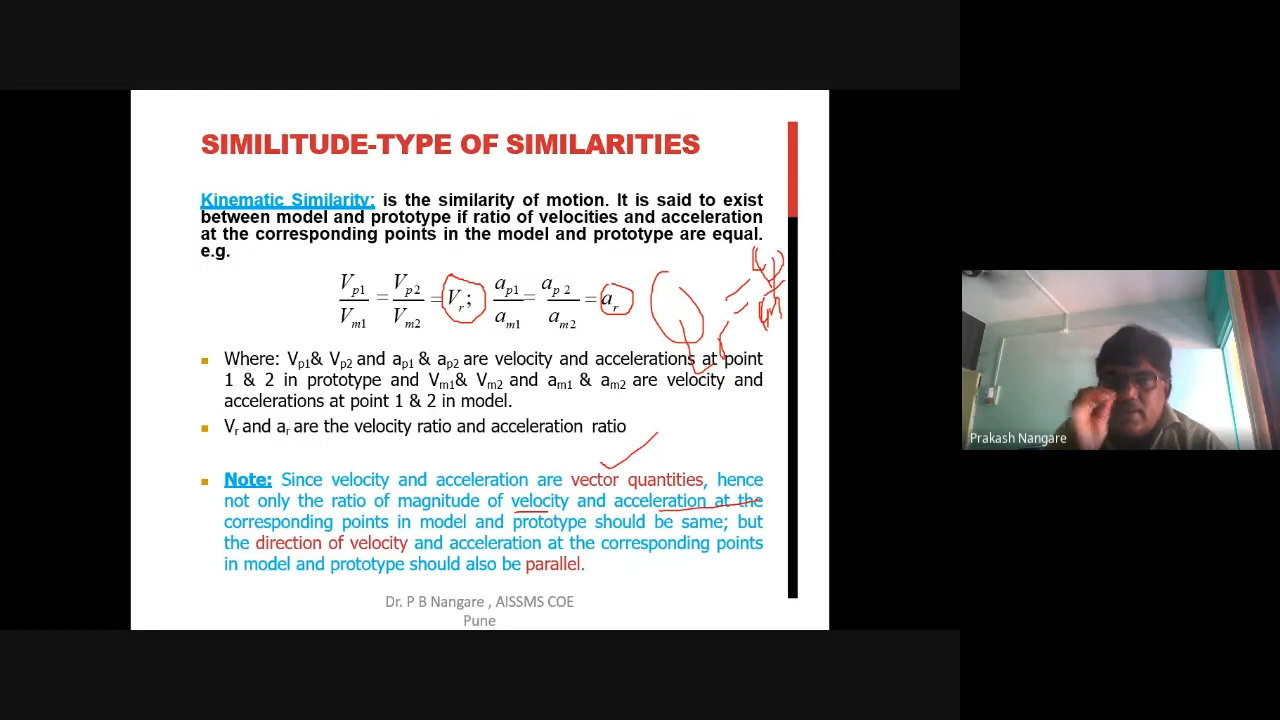 SIMILITUDE-TYPE OF SIMILARITIES
Kinematic Similarity: is the similarity of motion. It is said to exist
between model and prototype if ratio of velocities and acceleration
at the corresponding points in the model and prototype are equal.
e.g.
Vp1/Vm1 = Vp2/Vm2 = Vr; ap1/am1 = ap2/am2 = ar
Where: Vp1& Vp2 and ap1 & ap2 are velocity and accelerations at point
1 & 2 in prototype and Vm1& Vm2 and am1 & am2 are velocity and
accelerations at point 1 & 2 in model.
Vr and ar are the velocity ratio and acceleration ratio
Note: Since velocity and acceleration are vector quantities, hence
not only the ratio of magnitude of velocity and acceleration at the
corresponding points in model and prototype should be same; but
the direction of velocity and acceleration at the corresponding points
in model and prototype should also be parallel.
Dr. P B Nangare , AISSMS COE
Pune
Prakash Nangare